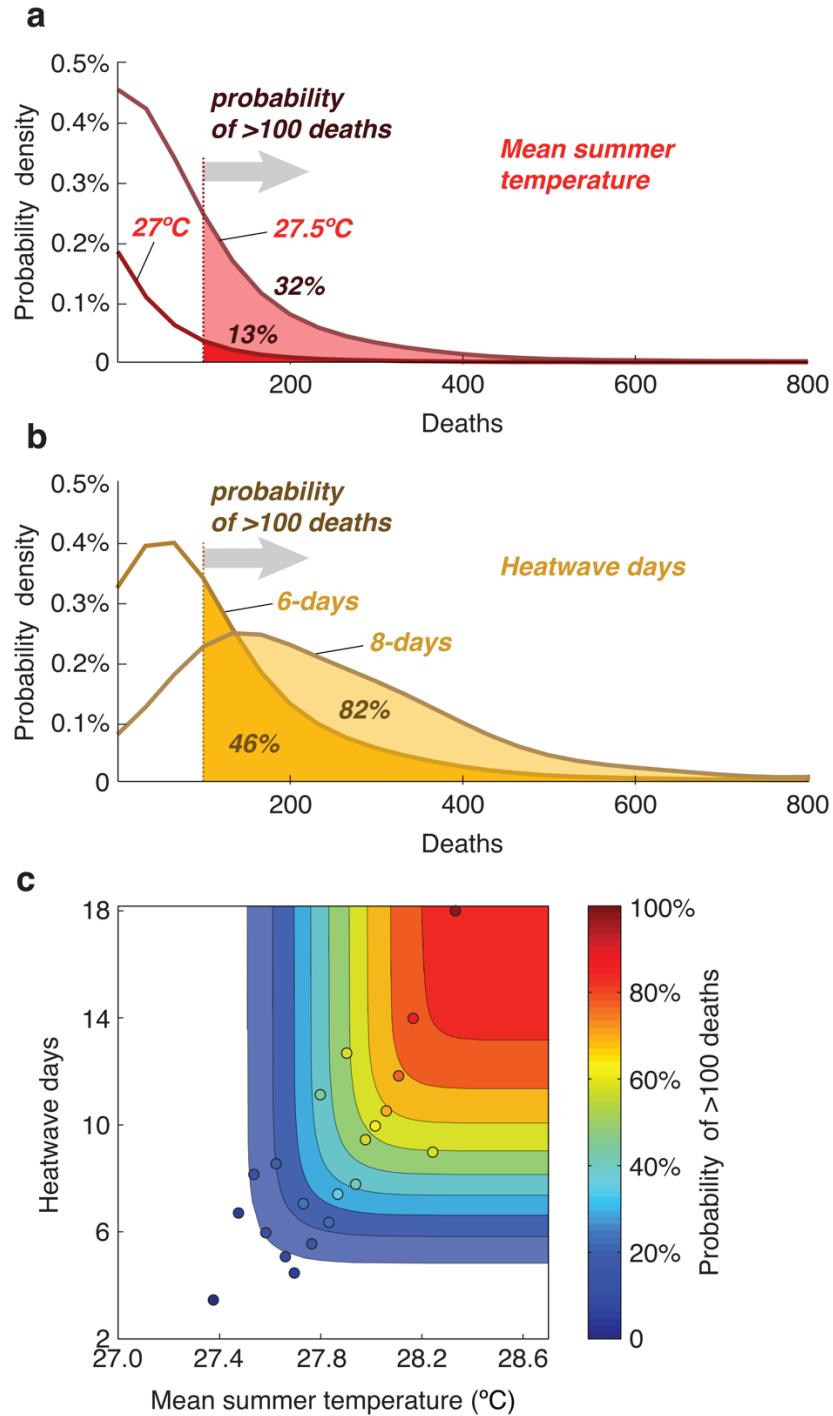 a
0.5%
0.4%
0.3%
0.2%
0.1%
0
Probability density
probability
of >100 deaths
Mean summer
temperature
27ºC
27.5ºC
32%
13%
200
400
600
800
Deaths
b
0.5%
0.4%
0.3%
0.2%
0.1%
0
Probability density
probability
of >100 deaths
Heatwave days
6-days
8-days
82%
46%
200
400
600
800
Deaths
c
18
14
10
6
2
Heatwave days
27.0
27.4
27.8
28.2
28.6
Mean summer temperature (ºC)
100%
80%
60%
40%
20%
0
Probability of >100 deaths